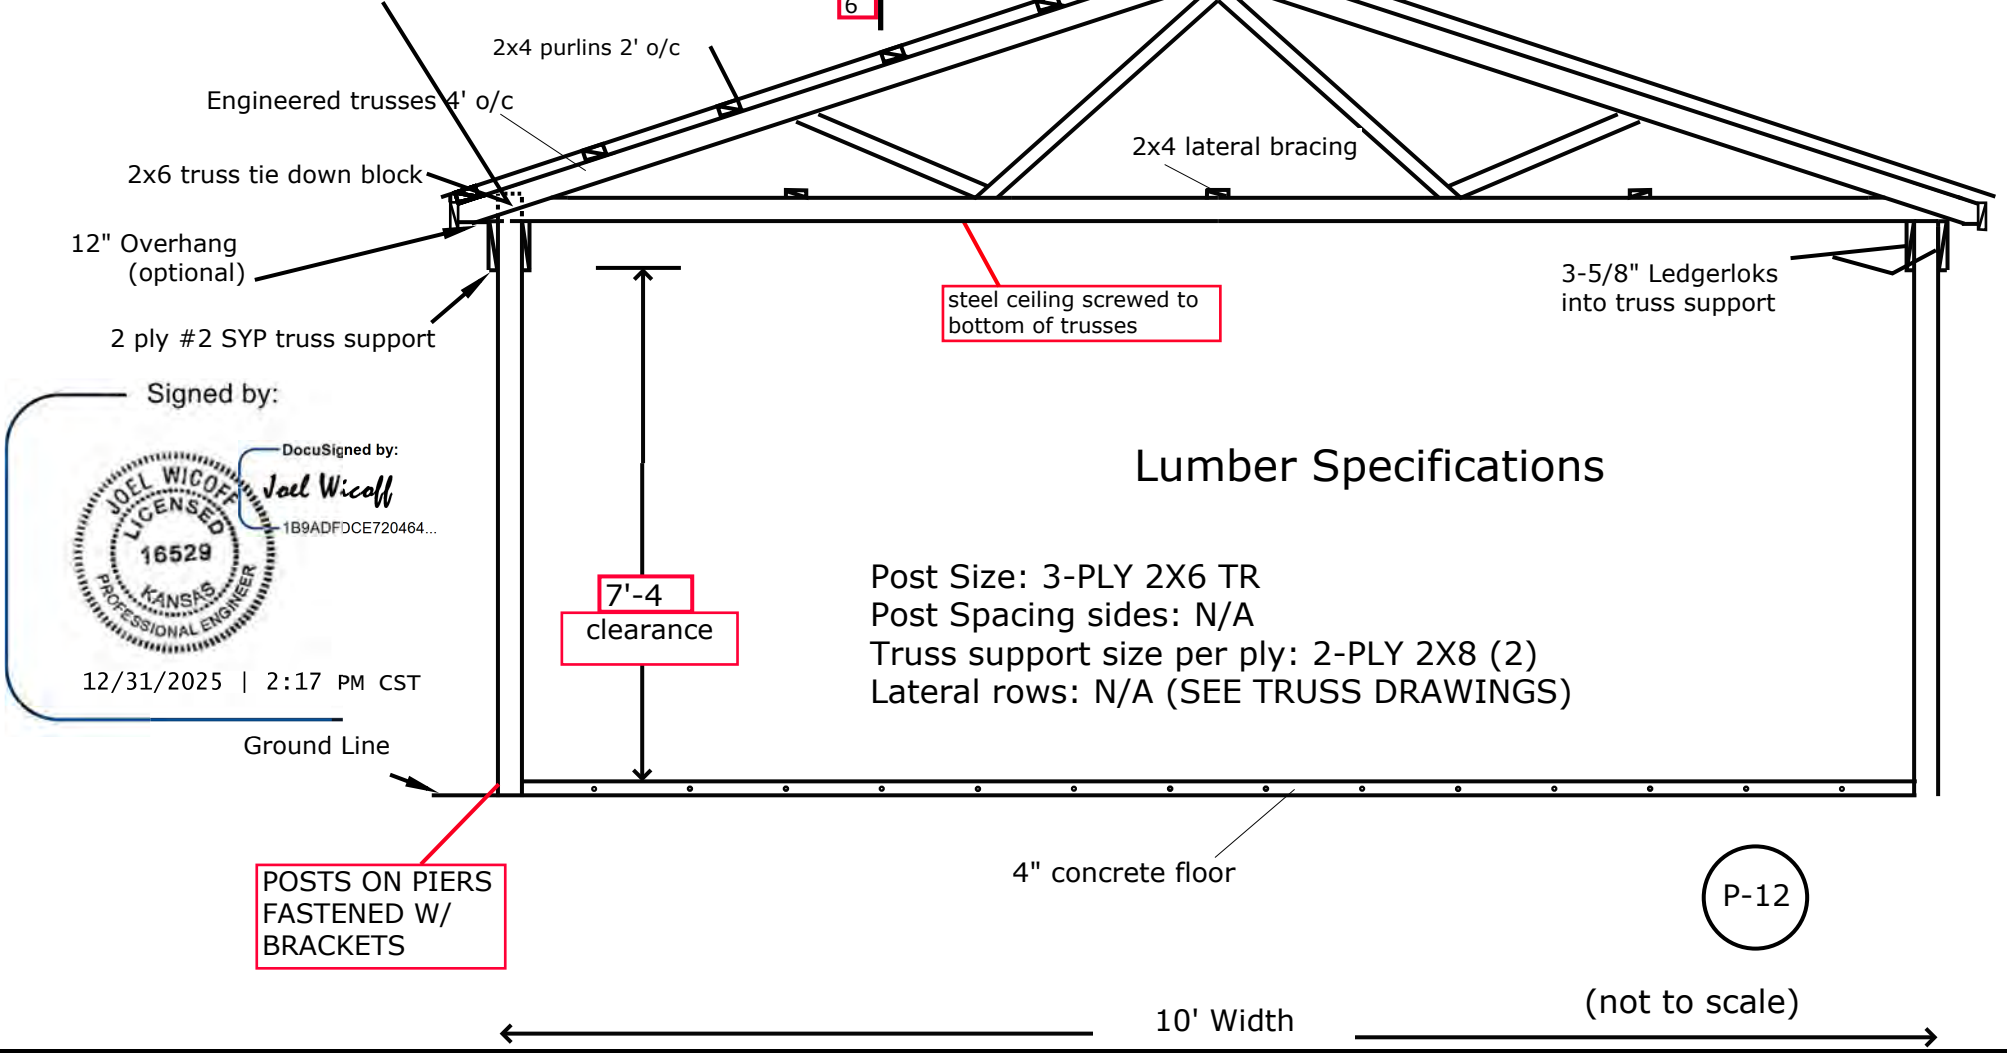 6
2x4 purlins 2' o/c
Engineered trusses 4' o/c
2x4 lateral bracing
2x6 truss tie down block
12" Overhang
(optional)
3-5/8" Ledgerloks
into truss support
steel ceiling screwed to
bottom of trusses
2 ply #2 SYP truss support
Signed by:
DocuSigned by:
Joel Wicoff
1B9ADFDCE720464...
JOEL WICOFF
LICENSED
16529
KANSAS
PROFESSIONAL ENGINEER
12/31/2025 | 2:17 PM CST
Lumber Specifications
7'-4
clearance
Post Size: 3-PLY 2X6 TR
Post Spacing sides: N/A
Truss support size per ply: 2-PLY 2X8 (2)
Lateral rows: N/A (SEE TRUSS DRAWINGS)
Ground Line
POSTS ON PIERS
FASTENED W/
BRACKETS
4" concrete floor
P-12
(not to scale)
10' Width